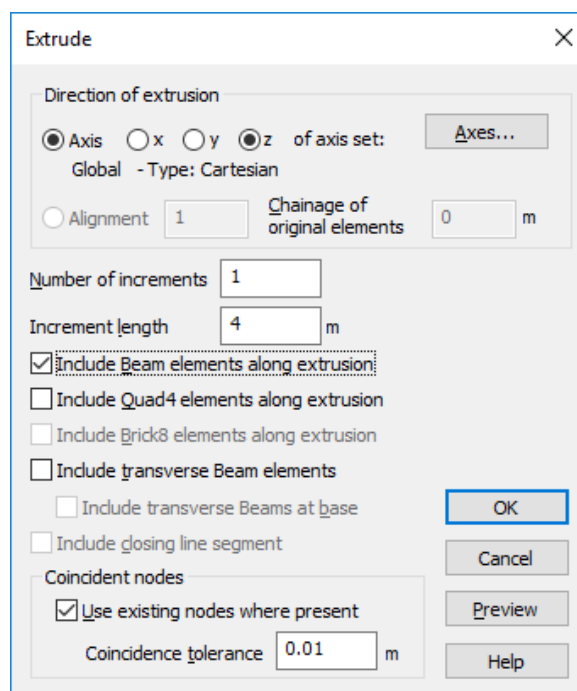 Extrude
Direction of extrusion
Axis x y z of axis set: Axes...
Global - Type: Cartesian
Alignment 1 Chainage of original elements 0 m
Number of increments 1
Increment length 4 m
Include Beam elements along extrusion
Include Quad4 elements along extrusion
Include Brick8 elements along extrusion
Include transverse Beam elements
Include transverse Beams at base
Include closing line segment
Coincident nodes
Use existing nodes where present
Coincidence tolerance 0.01 m
OK
Cancel
Preview
Help